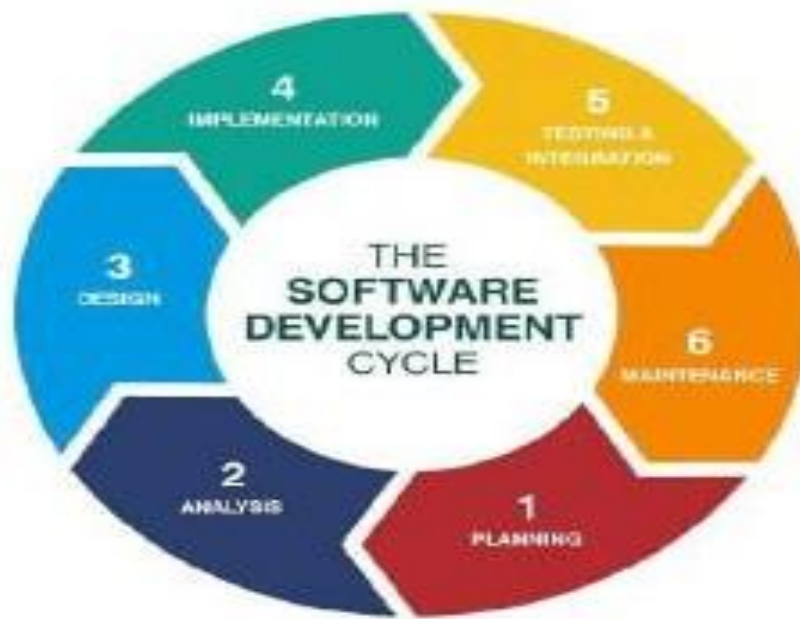 THE
SOFTWARE
DEVELOPMENT
CYCLE
1
PLANNING
2
ANALYSIS
3
DESIGN
4
IMPLEMENTATION
5
TESTING &
INTEGRATION
6
MAINTENANCE